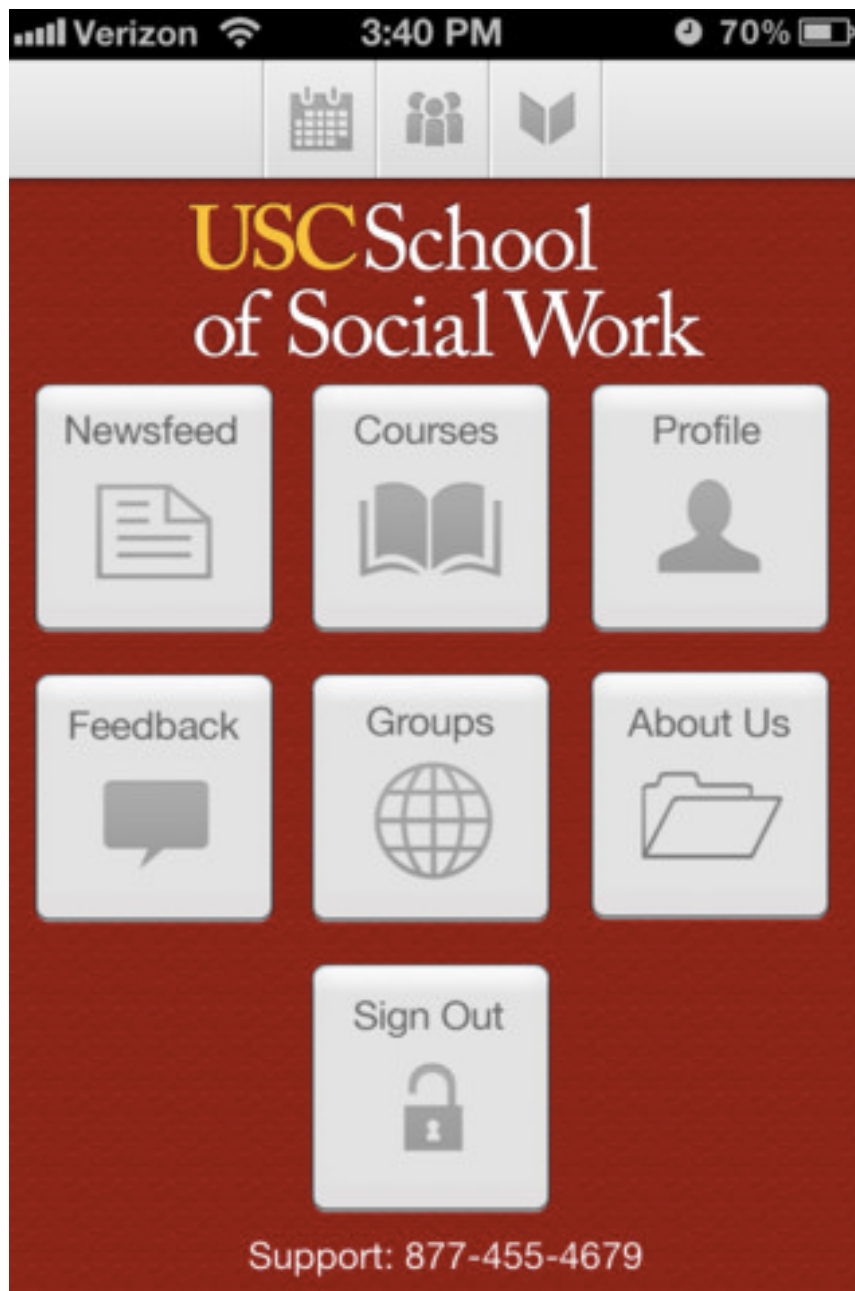 Verizon 3:40 PM 70%
USC School
of Social Work
Newsfeed Courses Profile
Feedback Groups About Us
Sign Out
Support: 877-455-4679